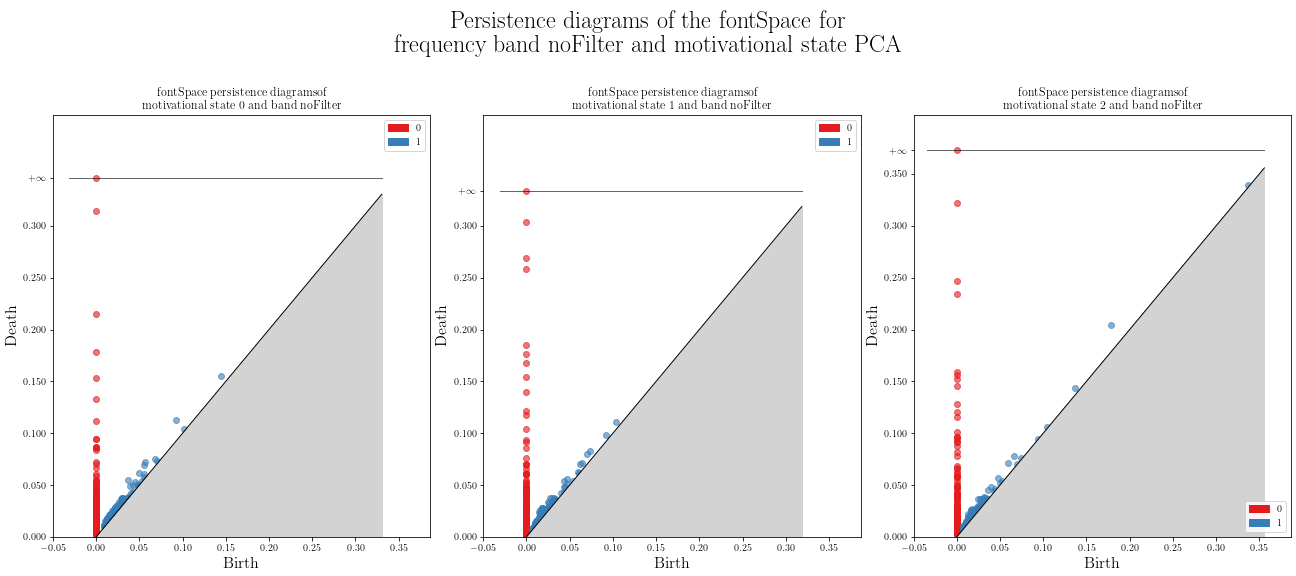 Persistence diagrams of the fontSpace for
frequency band noFilter and motivational state PCA
fontSpace persistence diagramsof
motivational state 0 and band noFilter
0
1
+∞
0.300
0.250
0.200
0.150
0.100
0.050
0.000
Death
−0.05 0.00 0.05 0.10 0.15 0.20 0.25 0.30 0.35
Birth
fontSpace persistence diagramsof
motivational state 1 and band noFilter
0
1
+∞
0.300
0.250
0.200
0.150
0.100
0.050
0.000
Death
−0.05 0.00 0.05 0.10 0.15 0.20 0.25 0.30 0.35
Birth
fontSpace persistence diagramsof
motivational state 2 and band noFilter
+∞
0.350
0.300
0.250
0.200
0.150
0.100
0.050
0.000
Death
0
1
−0.05 0.00 0.05 0.10 0.15 0.20 0.25 0.30 0.35
Birth